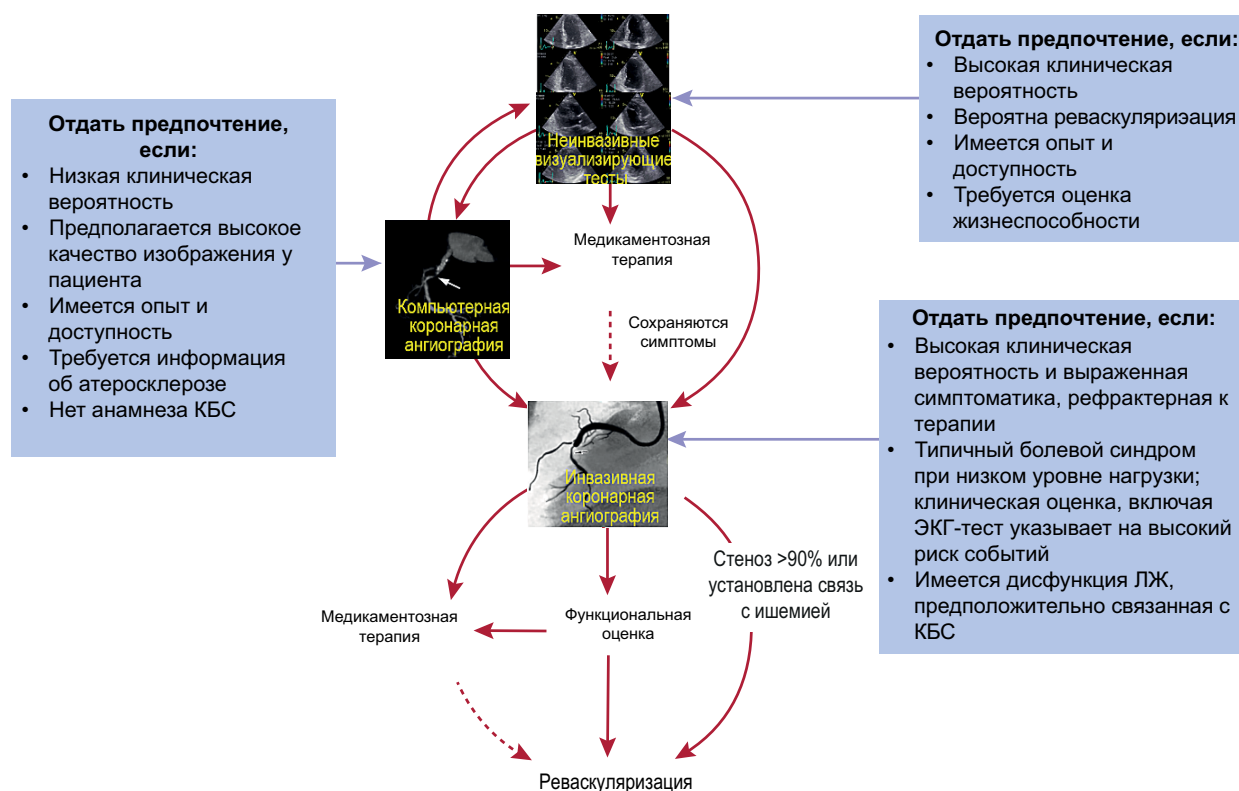 Неинвазивные
визуализирующие
тесты
Отдать предпочтение, если:
• Высокая клиническая
вероятность
• Вероятна реваскуляризация
• Имеется опыт и
доступность
• Требуется оценка
жизнеспособности
Отдать предпочтение,
если:
• Низкая клиническая
вероятность
• Предполагается высокое
качество изображения у
пациента
• Имеется опыт и
доступность
• Требуется информация
об атеросклерозе
• Нет анамнеза КБС
Компьютерная
коронарная
ангиография
Медикаментозная
терапия
Сохраняются
симптомы
Отдать предпочтение, если:
• Высокая клиническая
вероятность и выраженная
симптоматика, рефрактерная к
терапии
• Типичный болевой синдром
при низком уровне нагрузки;
клиническая оценка, включая
ЭКГ-тест указывает на высокий
риск событий
• Имеется дисфункция ЛЖ,
предположительно связанная с
КБС
Инвазивная
коронарная
ангиография
Стеноз >90% или
установлена связь
с ишемией
Медикаментозная
терапия
Функциональная
оценка
Реваскуляризация